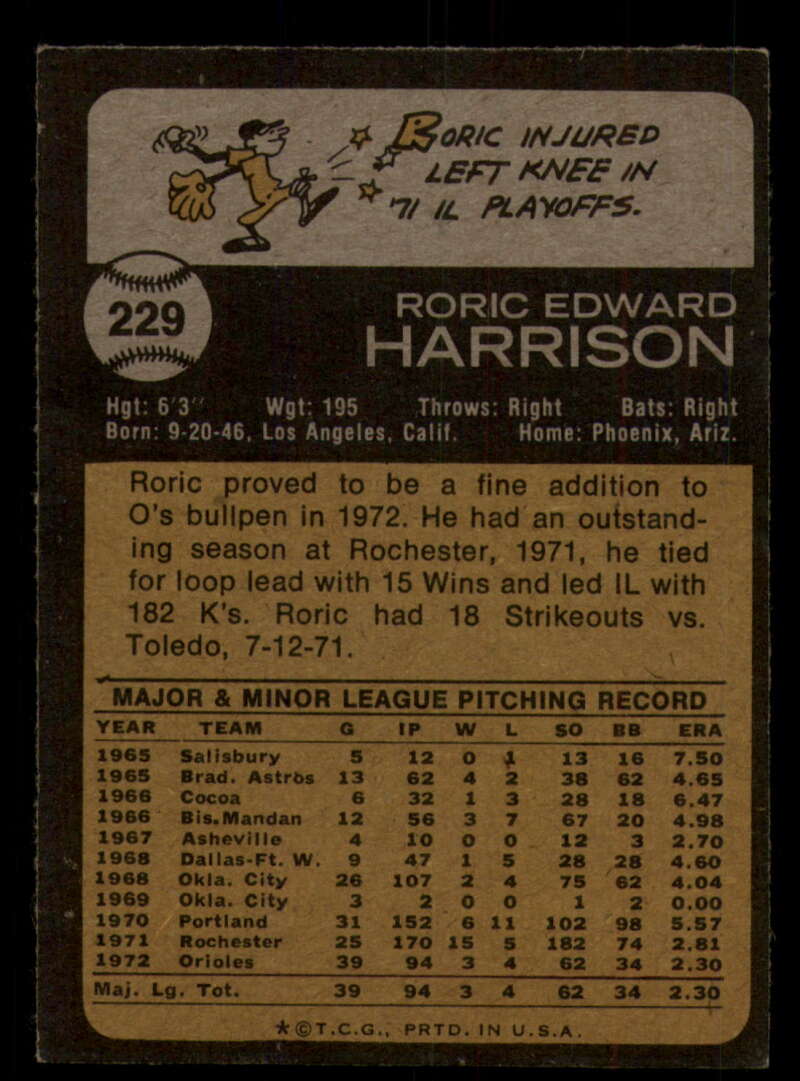 RORIC INJURED
LEFT KNEE IN
'71 IL PLAYOFFS.
229
RORIC EDWARD
HARRISON
Hgt: 6'3" Wgt: 195 Throws: Right Bats: Right
Born: 9-20-46, Los Angeles, Calif. Home: Phoenix, Ariz.
Roric proved to be a fine addition to
O's bullpen in 1972. He had an outstand-
ing season at Rochester, 1971, he tied
for loop lead with 15 Wins and led IL with
182 K's. Roric had 18 Strikeouts vs.
Toledo, 7-12-71.
MAJOR & MINOR LEAGUE PITCHING RECORD
YEAR TEAM G IP W L SO BB ERA
1965 Salisbury 5 12 0 1 13 16 7.50
1965 Brad. Astros 13 62 4 2 38 62 4.65
1966 Cocoa 6 32 1 3 28 18 6.47
1966 Bis.Mandan 12 56 3 7 67 20 4.98
1967 Asheville 4 10 0 0 12 3 2.70
1968 Dallas-Ft. W. 9 47 1 5 28 28 4.60
1968 Okla. City 26 107 2 4 75 62 4.04
1969 Okla. City 3 2 0 0 1 2 0.00
1970 Portland 31 152 6 11 102 98 5.57
1971 Rochester 25 170 15 5 182 74 2.81
1972 Orioles 39 94 3 4 62 34 2.30
Maj. Lg. Tot. 39 94 3 4 62 34 2.30
★©T.C.G., PRTD. IN U.S.A.